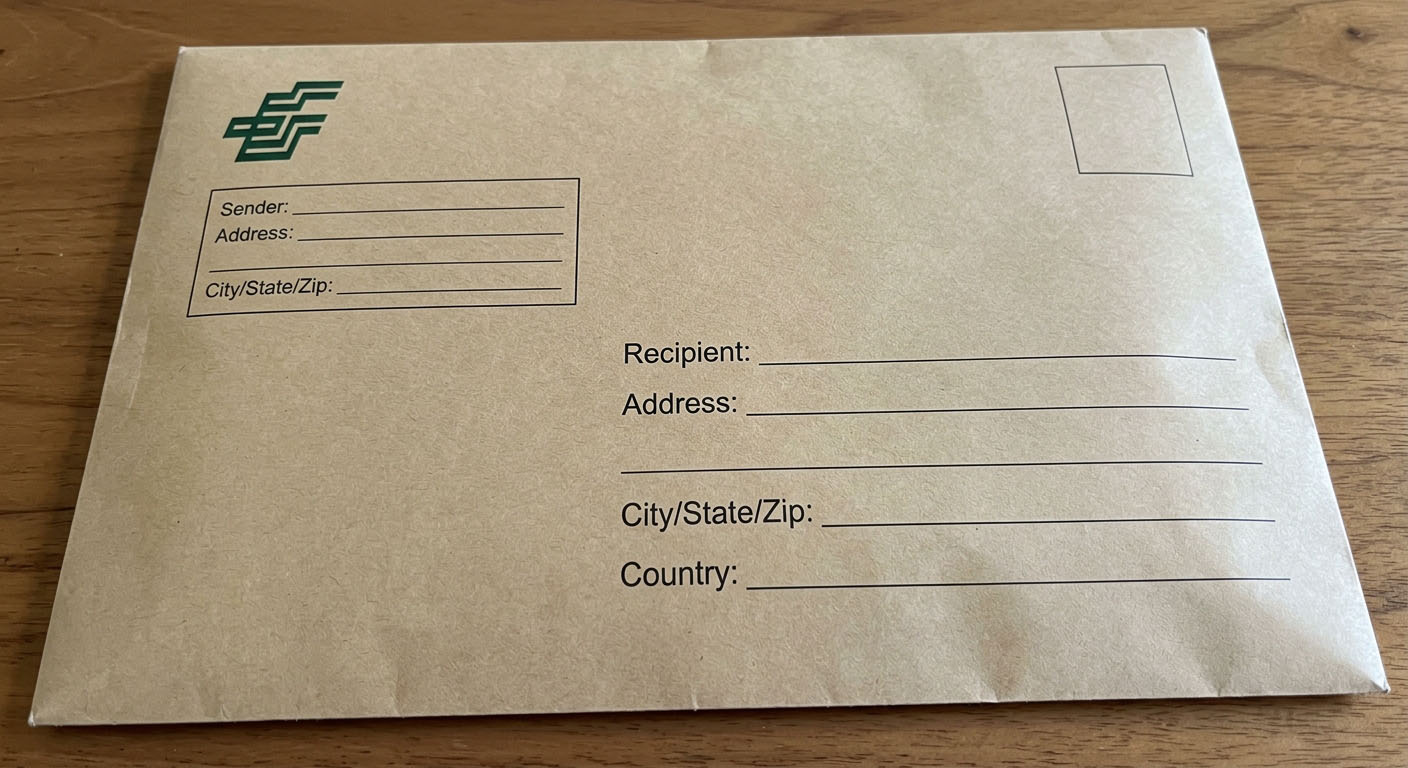 Sender:
Address:
City/State/Zip:
Recipient:
Address:
City/State/Zip:
Country: